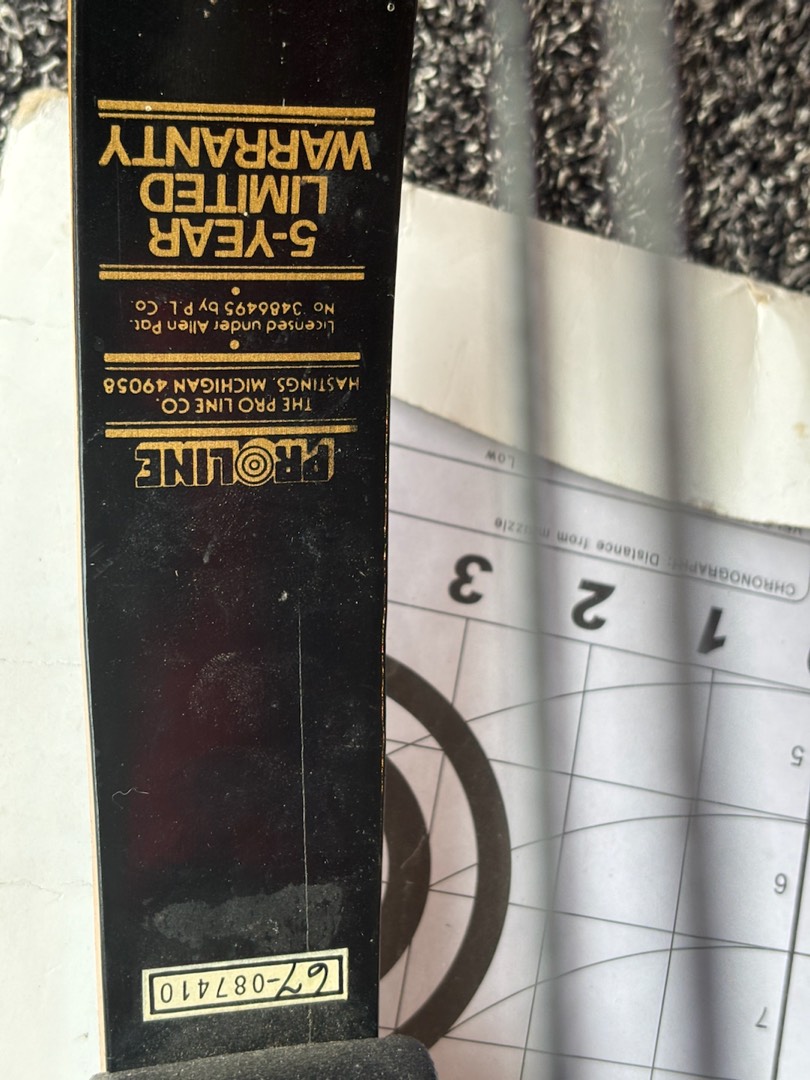 67-087410
PROLINE
THE PRO LINE CO.
HASTINGS, MICHIGAN 49058
Licensed under Allen Pat.
No. 3486495 by P.L. Co.
5-YEAR
LIMITED
WARRANTY
7
6
5
1 2 3
CHRONOGRAPH: Distance from muzzle
Low